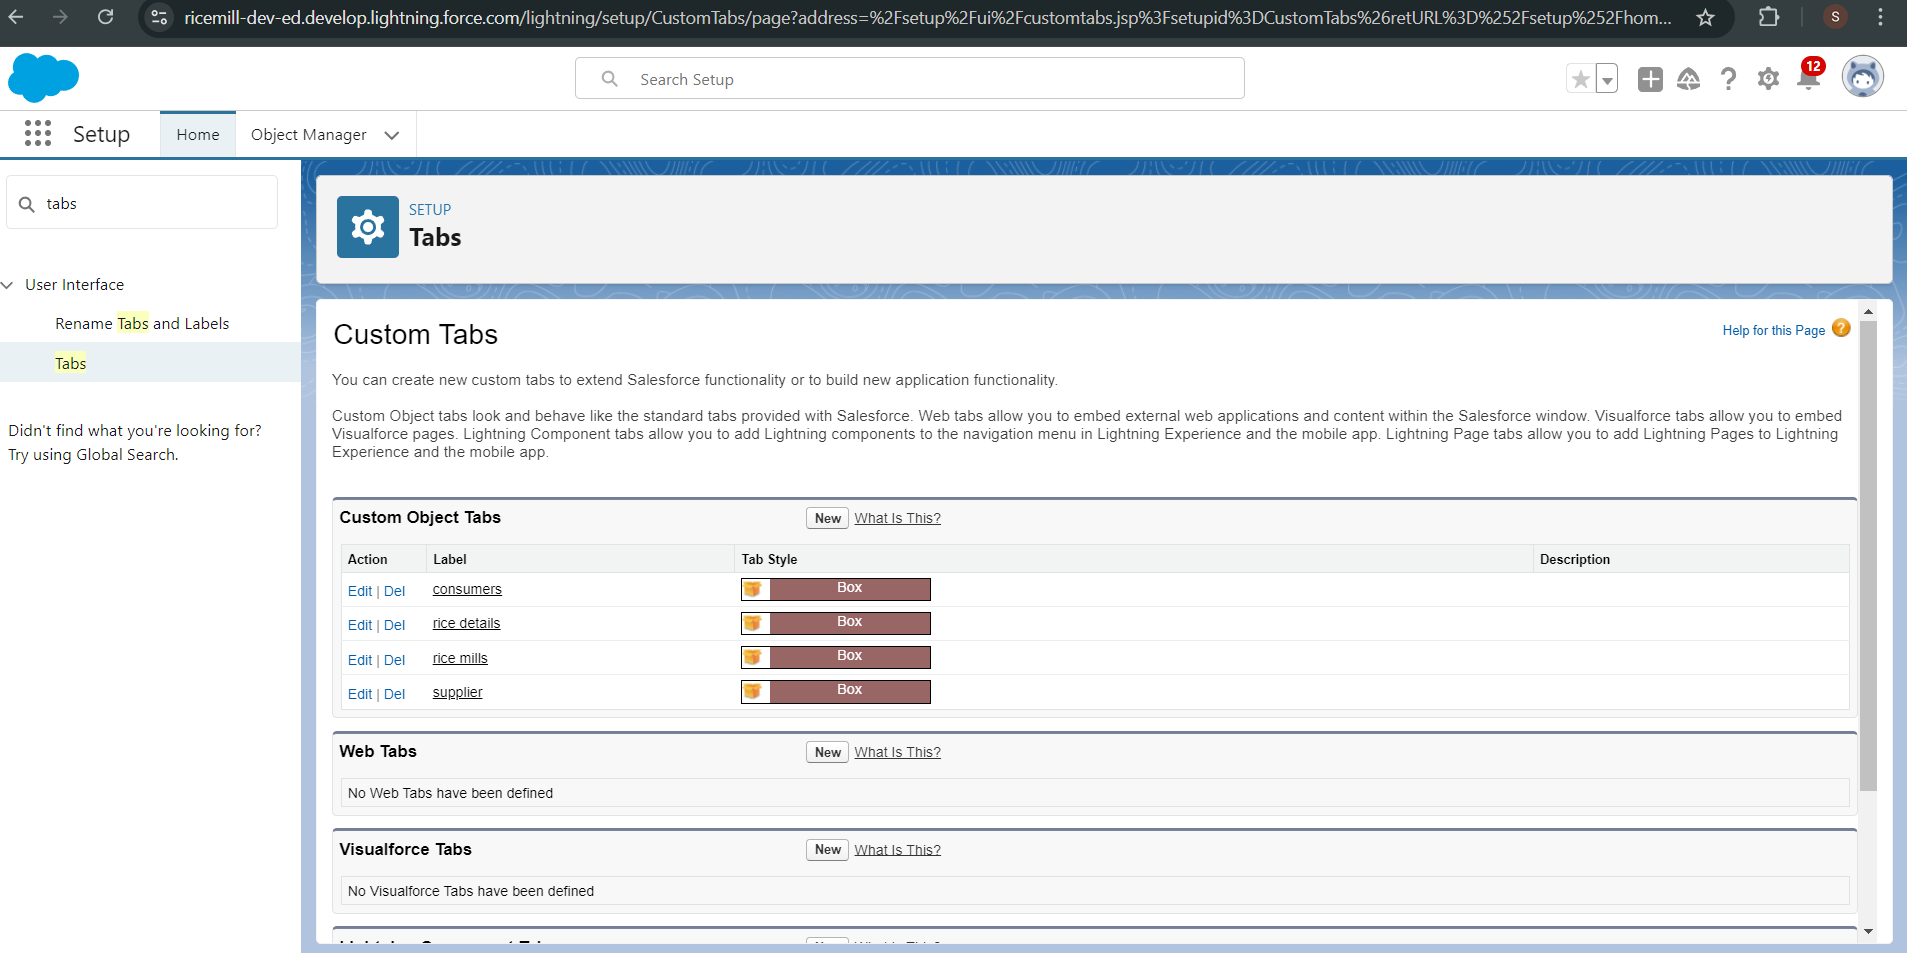 ricemill-dev-ed.develop.lightning.force.com/lightning/setup/CustomTabs/page?address=%2Fsetup%2Fui%2Fcustomtabs.jsp%3Fsetupid%3DCustomTabs%26retURL%3D%252Fsetup%252Fhom...
S
Search Setup
12
Setup
Home
Object Manager
tabs
User Interface
Rename Tabs and Labels
Tabs
Didn't find what you're looking for?
Try using Global Search.
SETUP
Tabs
Custom Tabs
Help for this Page ?
You can create new custom tabs to extend Salesforce functionality or to build new application functionality.
Custom Object tabs look and behave like the standard tabs provided with Salesforce. Web tabs allow you to embed external web applications and content within the Salesforce window. Visualforce tabs allow you to embed
Visualforce pages. Lightning Component tabs allow you to add Lightning components to the navigation menu in Lightning Experience and the mobile app. Lightning Page tabs allow you to add Lightning Pages to Lightning
Experience and the mobile app.
Custom Object Tabs New What Is This?
Action Label Tab Style Description
Edit | Del consumers Box
Edit | Del rice details Box
Edit | Del rice mills Box
Edit | Del supplier Box
Web Tabs New What Is This?
No Web Tabs have been defined
Visualforce Tabs New What Is This?
No Visualforce Tabs have been defined